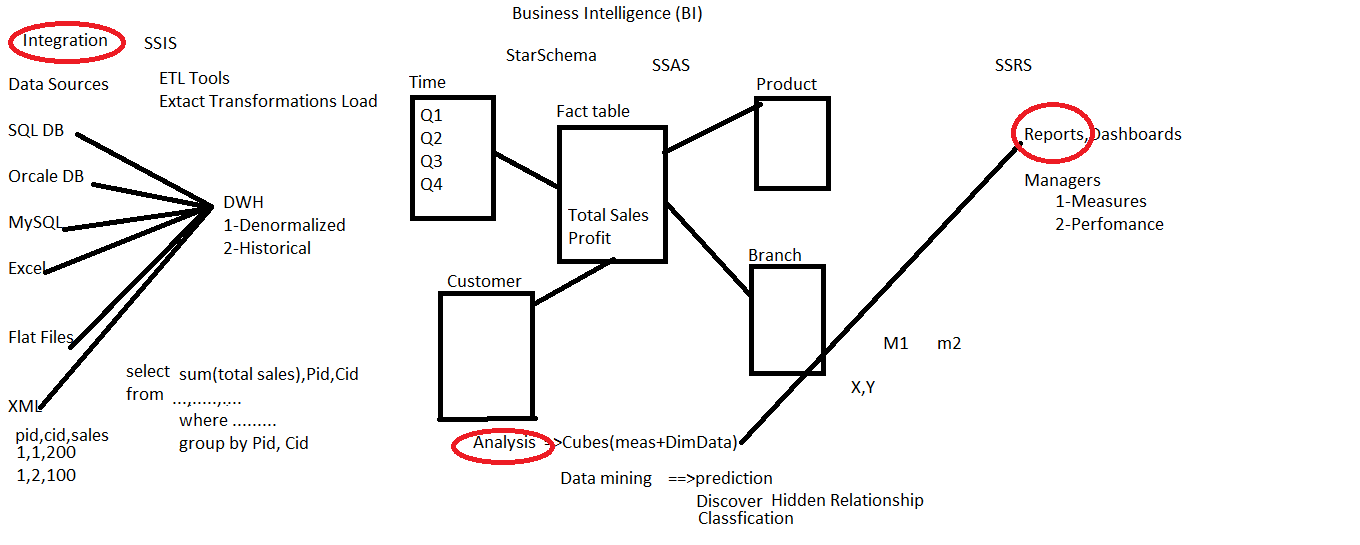 Business Intelligence (BI)
Integration
SSIS
Data Sources
ETL Tools
Extact Transformations Load
SQL DB
Orcale DB
MySQL
Excel
Flat Files
XML
DWH
1-Denormalized
2-Historical
select sum(total sales),Pid,Cid
from ...,.....,....
where .........
group by Pid, Cid
pid,cid,sales
1,1,200
1,2,100
StarSchema
SSAS
Time
Q1
Q2
Q3
Q4
Fact table
Total Sales
Profit
Product
Customer
Branch
Analysis =>Cubes(meas+DimData)
Data mining ==>prediction
Discover Hidden Relationship
Classfication
SSRS
Reports,Dashboards
Managers
1-Measures
2-Perfomance
M1 m2
X,Y